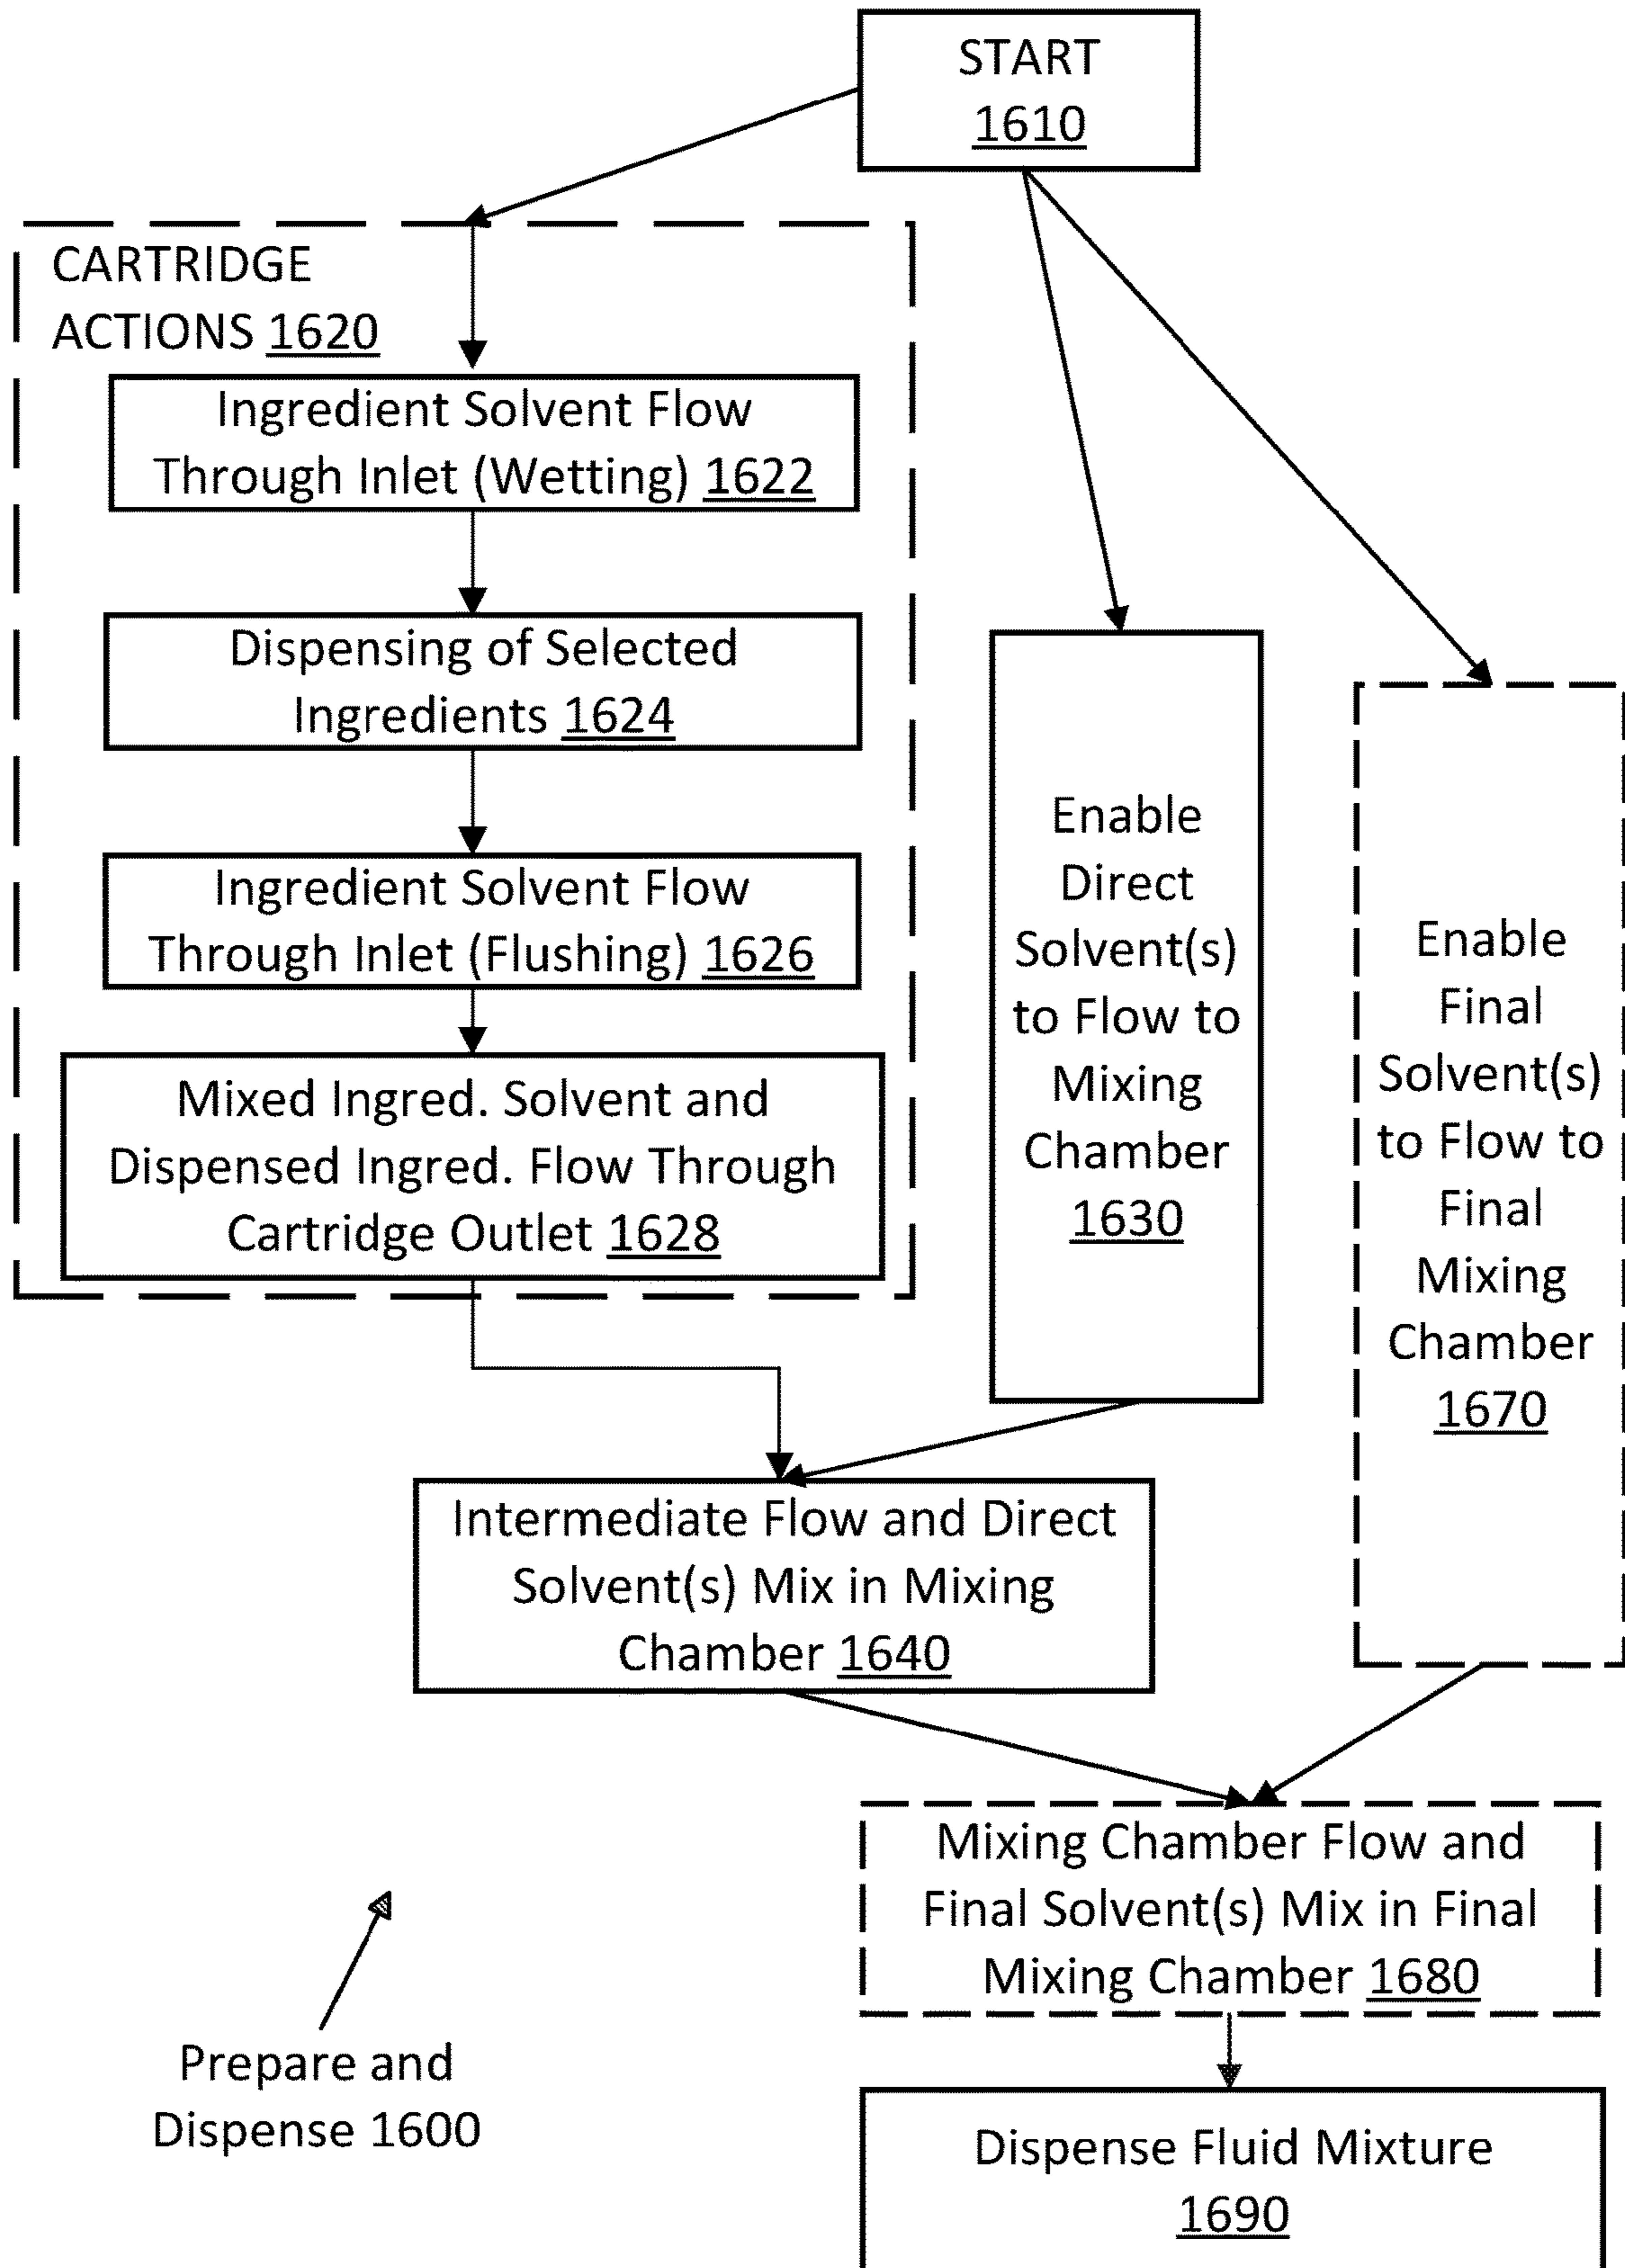 START
1610
CARTRIDGE
ACTIONS 1620
Ingredient Solvent Flow
Through Inlet (Wetting) 1622
Dispensing of Selected
Ingredients 1624
Ingredient Solvent Flow
Through Inlet (Flushing) 1626
Mixed Ingred. Solvent and
Dispensed Ingred. Flow Through
Cartridge Outlet 1628
Enable
Direct
Solvent(s)
to Flow to
Mixing
Chamber
1630
Enable
Final
Solvent(s)
to Flow to
Final
Mixing
Chamber
1670
Intermediate Flow and Direct
Solvent(s) Mix in Mixing
Chamber 1640
Mixing Chamber Flow and
Final Solvent(s) Mix in Final
Mixing Chamber 1680
Prepare and
Dispense 1600
Dispense Fluid Mixture
1690